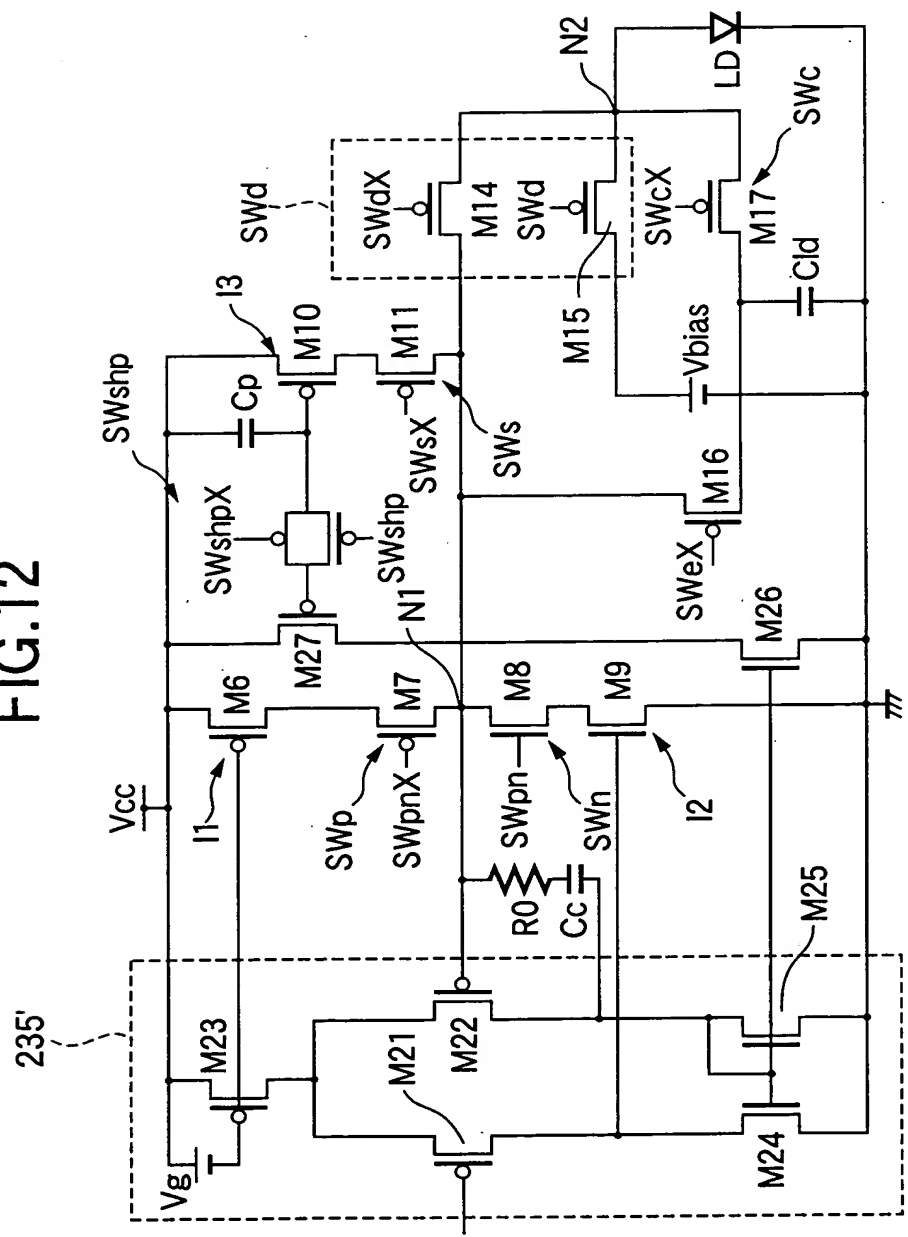 FIG.12
235'
Vcc
SWshp
I3
SWd
N2
Vg
M23
I1
M6
M27
SWshpX
Cp
M10
SWshp
SWdX
M14
LD
SWp
M7
N1
SWsX
M11
SWs
SWd
M15
M21
M22
SWpnX
SWpn
M8
R0
Cc
SWn
M9
I2
SWeX
M16
Vbias
SWcX
M17
SWc
Cld
M24
M25
M26